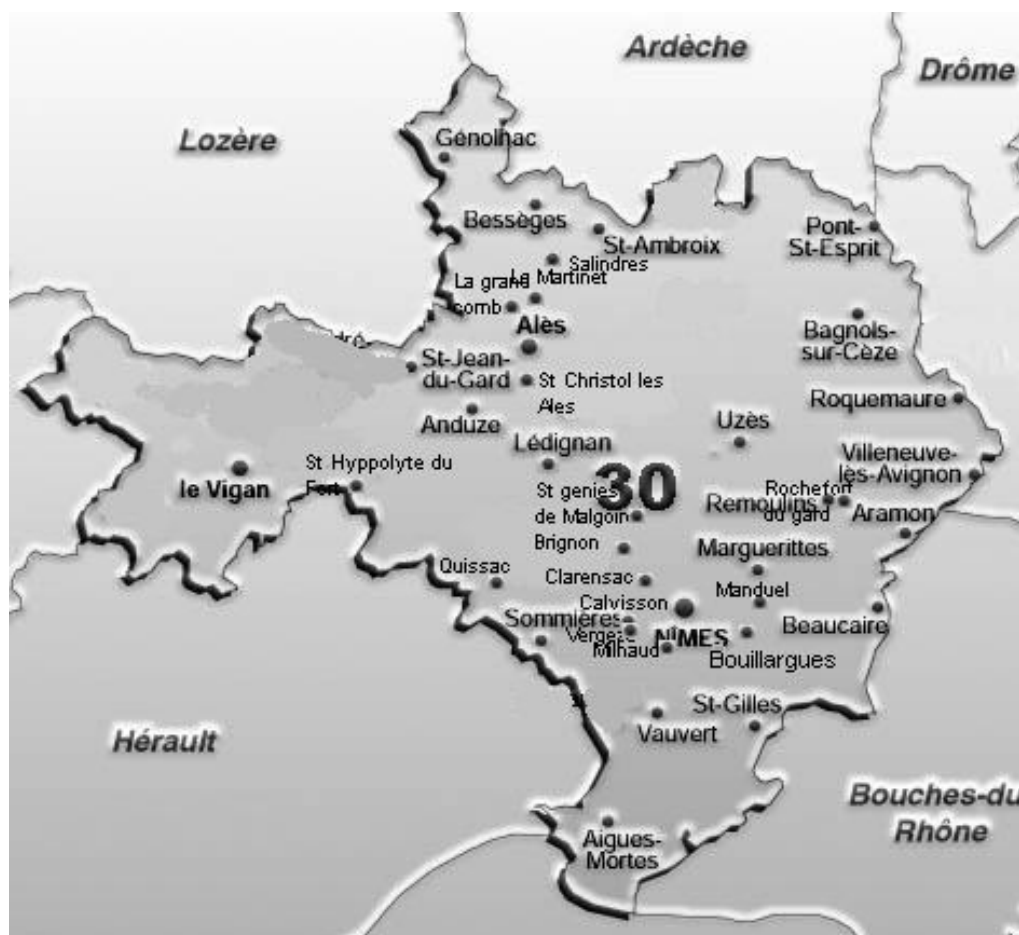 Ardèche
Drôme
Lozère
Génolhac
Bessèges
St-Ambroix
Pont-
St-Esprit
Salindres
Le Martinet
La grand
comb
Alès
Bagnols-
sur-Cèze
St-Jean-
du-Gard
St Christol les
Ales
Roquemaure
Anduze
Uzès
Lédignan
Villeneuve-
lès-Avignon
St Hyppolyte du
Fort
le Vigan
30
St genies
de Malgoir
Remoulins
Rochefort
du gard
Aramon
Brignon
Marguerittes
Quissac
Clarensac
Manduel
Calvisson
Sommières
Beaucaire
Vergeze
NÎMES
Milhaud
Bouillargues
St-Gilles
Vauvert
Hérault
Bouches-du
Rhône
Aigues-
Mortes